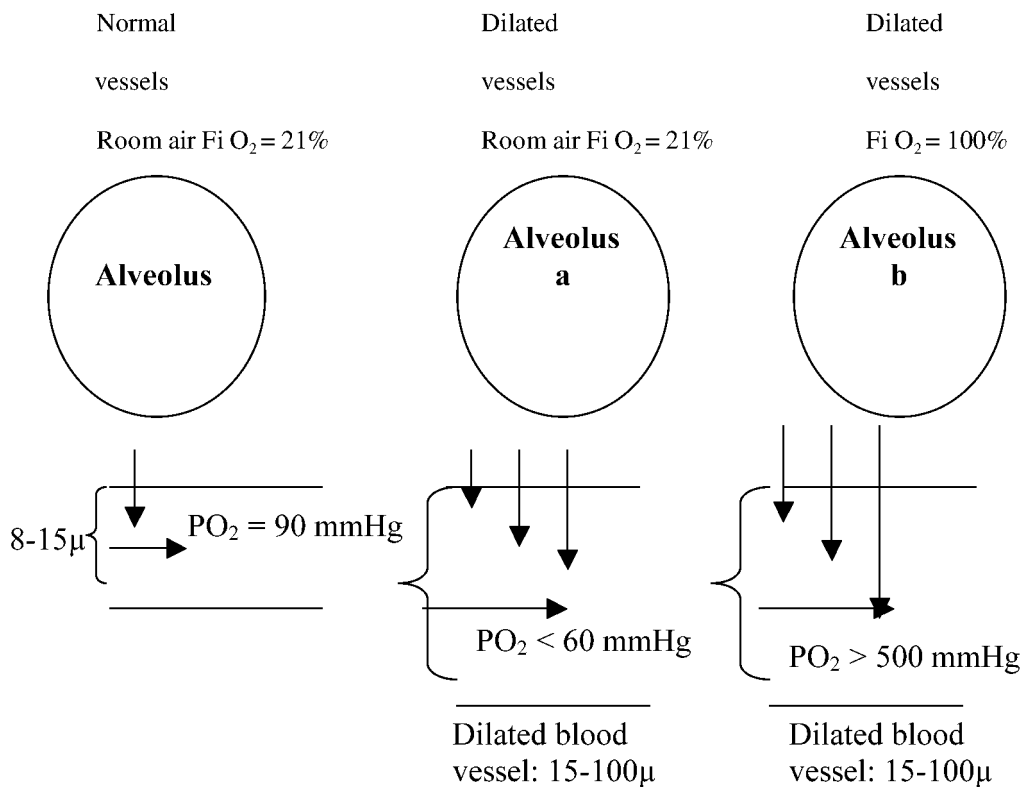 Normal
vessels
Room air Fi O₂ = 21%
Dilated
vessels
Room air Fi O₂ = 21%
Dilated
vessels
Fi O₂ = 100%
Alveolus
Alveolus
a
Alveolus
b
8-15μ
PO₂ = 90 mmHg
PO₂ < 60 mmHg
PO₂ > 500 mmHg
Dilated blood
vessel: 15-100μ
Dilated blood
vessel: 15-100μ